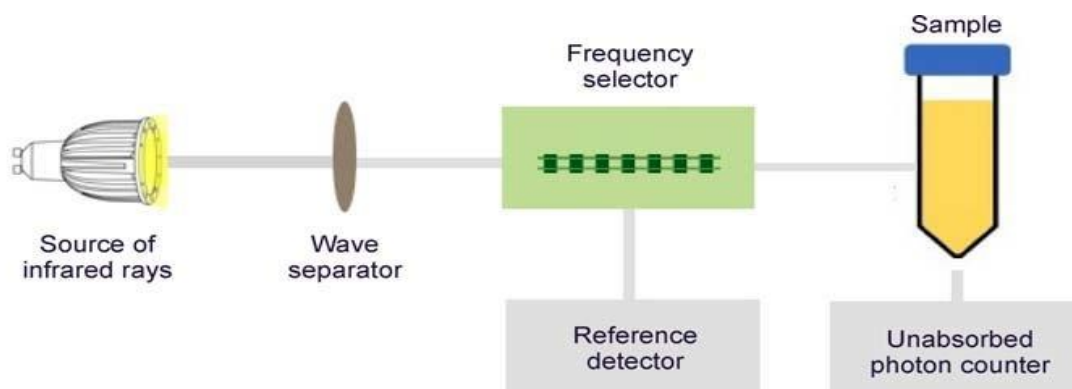 Sample
Frequency
selector
Source of
infrared rays
Wave
separator
Reference
detector
Unabsorbed
photon counter